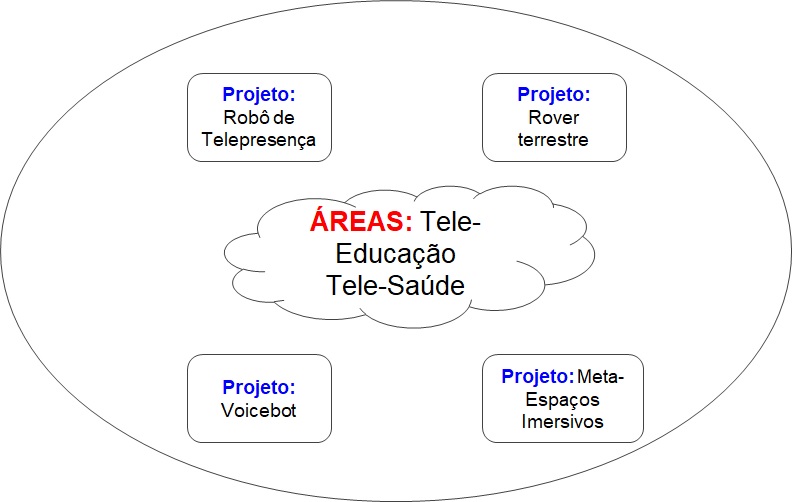 Projeto:
Robô de
Telepresença
Projeto:
Rover
terrestre
ÁREAS: Tele-
Educação
Tele-Saúde
Projeto:
Voicebot
Projeto: Meta-
Espaços
Imersivos